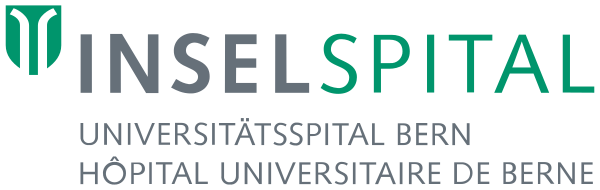 INSELSPITAL
UNIVERSITÄTSSPITAL BERN
HÔPITAL UNIVERSITAIRE DE BERNE